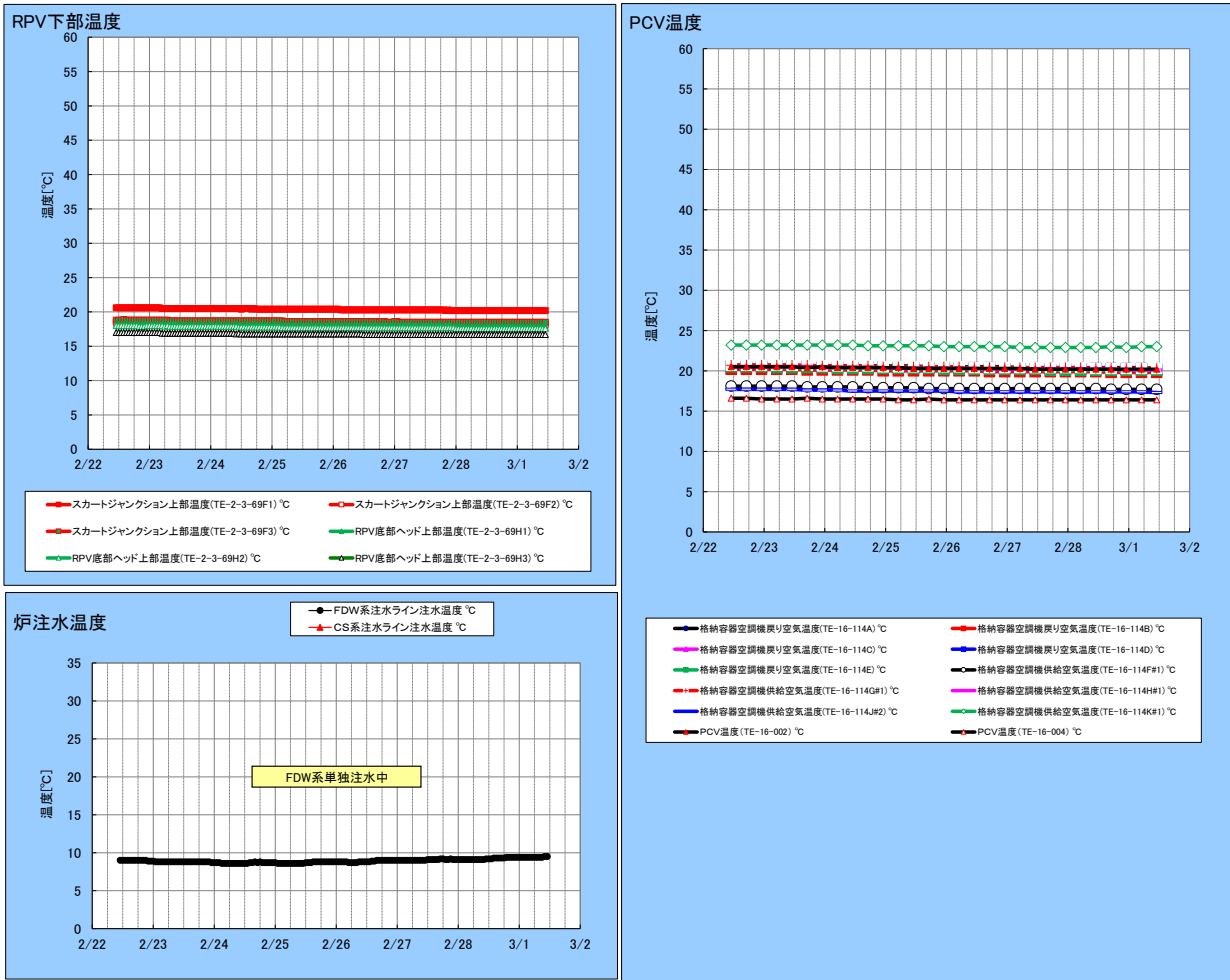 RPV下部温度
60
55
50
45
40
35
30
25
20
15
10
5
0
温度[℃]
2/22 2/23 2/24 2/25 2/26 2/27 2/28 3/1 3/2
スカートジャンクション上部温度(TE-2-3-69F1) ℃ スカートジャンクション上部温度(TE-2-3-69F2) ℃
スカートジャンクション上部温度(TE-2-3-69F3) ℃ RPV底部ヘッド上部温度(TE-2-3-69H1) ℃
RPV底部ヘッド上部温度(TE-2-3-69H2) ℃ RPV底部ヘッド上部温度(TE-2-3-69H3) ℃
炉注水温度
FDW系注水ライン注水温度 ℃
CS系注水ライン注水温度 ℃
35
30
25
20
15
10
5
0
温度[℃]
FDW系単独注水中
2/22 2/23 2/24 2/25 2/26 2/27 2/28 3/1 3/2
PCV温度
60
55
50
45
40
35
30
25
20
15
10
5
0
温度[℃]
2/22 2/23 2/24 2/25 2/26 2/27 2/28 3/1 3/2
格納容器空調機戻り空気温度(TE-16-114A) ℃ 格納容器空調機戻り空気温度(TE-16-114B) ℃
格納容器空調機戻り空気温度(TE-16-114C) ℃ 格納容器空調機戻り空気温度(TE-16-114D) ℃
格納容器空調機戻り空気温度(TE-16-114E) ℃ 格納容器空調機供給空気温度(TE-16-114F#1) ℃
格納容器空調機供給空気温度(TE-16-114G#1) ℃ 格納容器空調機供給空気温度(TE-16-114H#1) ℃
格納容器空調機供給空気温度(TE-16-114J#2) ℃ 格納容器空調機供給空気温度(TE-16-114K#1) ℃
PCV温度(TE-16-002) ℃ PCV温度(TE-16-004) ℃